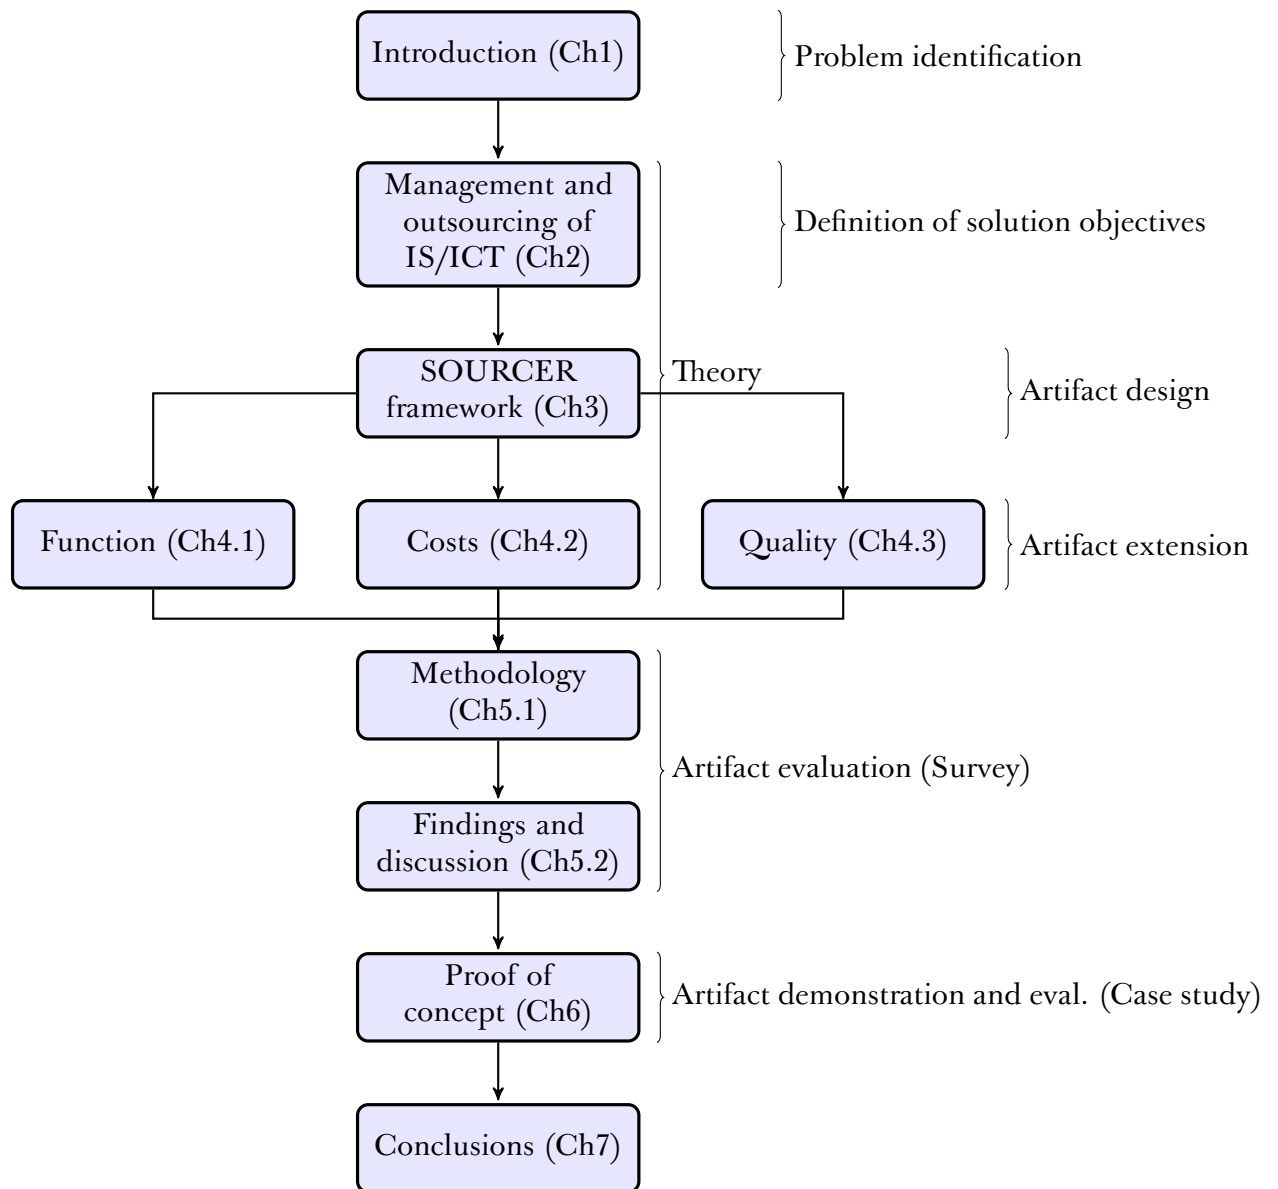 Introduction (Ch1)
Problem identification
Management and
outsourcing of
IS/ICT (Ch2)
Definition of solution objectives
SOURCER
framework (Ch3)
Theory
Artifact design
Function (Ch4.1)
Costs (Ch4.2)
Quality (Ch4.3)
Artifact extension
Methodology
(Ch5.1)
Artifact evaluation (Survey)
Findings and
discussion (Ch5.2)
Proof of
concept (Ch6)
Artifact demonstration and eval. (Case study)
Conclusions (Ch7)